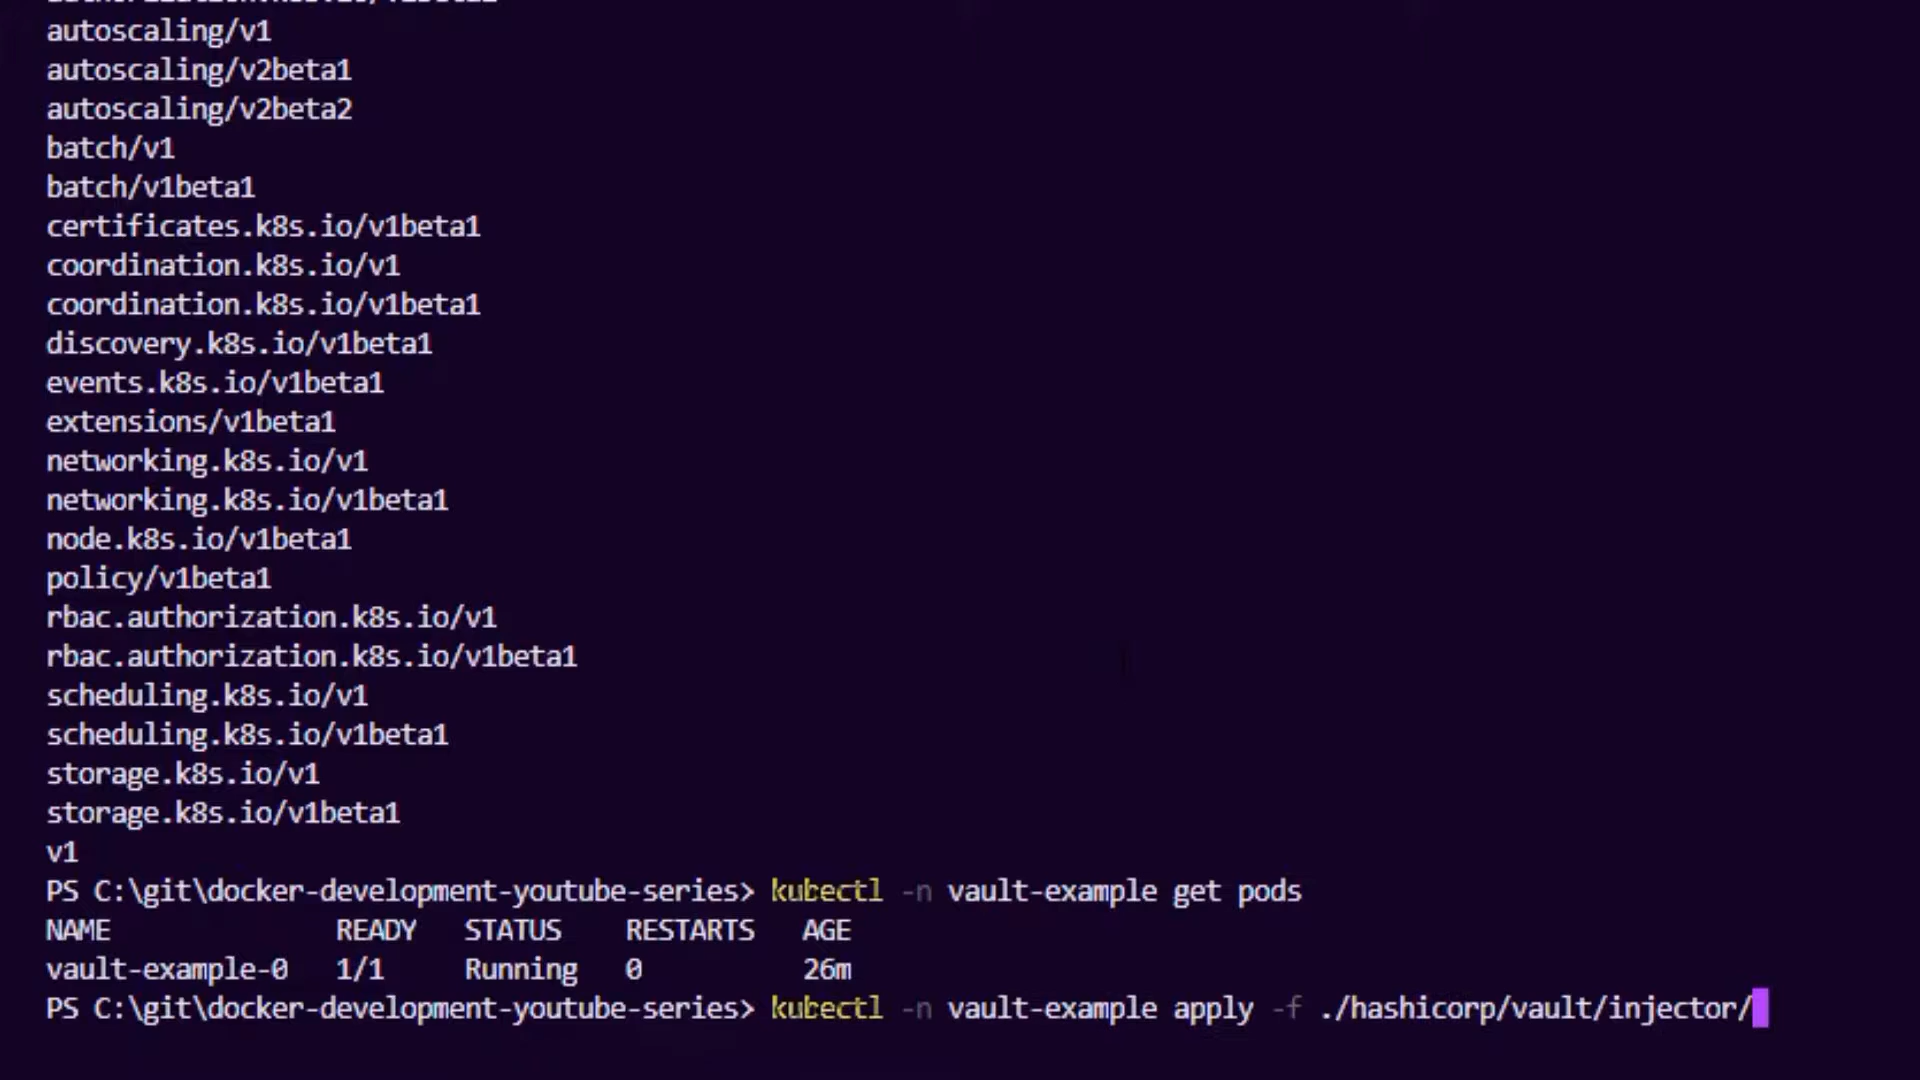 autoscaling/v1
autoscaling/v2beta1
autoscaling/v2beta2
batch/v1
batch/v1beta1
certificates.k8s.io/v1beta1
coordination.k8s.io/v1
coordination.k8s.io/v1beta1
discovery.k8s.io/v1beta1
events.k8s.io/v1beta1
extensions/v1beta1
networking.k8s.io/v1
networking.k8s.io/v1beta1
node.k8s.io/v1beta1
policy/v1beta1
rbac.authorization.k8s.io/v1
rbac.authorization.k8s.io/v1beta1
scheduling.k8s.io/v1
scheduling.k8s.io/v1beta1
storage.k8s.io/v1
storage.k8s.io/v1beta1
v1
PS C:\git\docker-development-youtube-series> kubectl -n vault-example get pods
NAME READY STATUS RESTARTS AGE
vault-example-0 1/1 Running 0 26m
PS C:\git\docker-development-youtube-series> kubectl -n vault-example apply -f ./hashicorp/vault/injector/